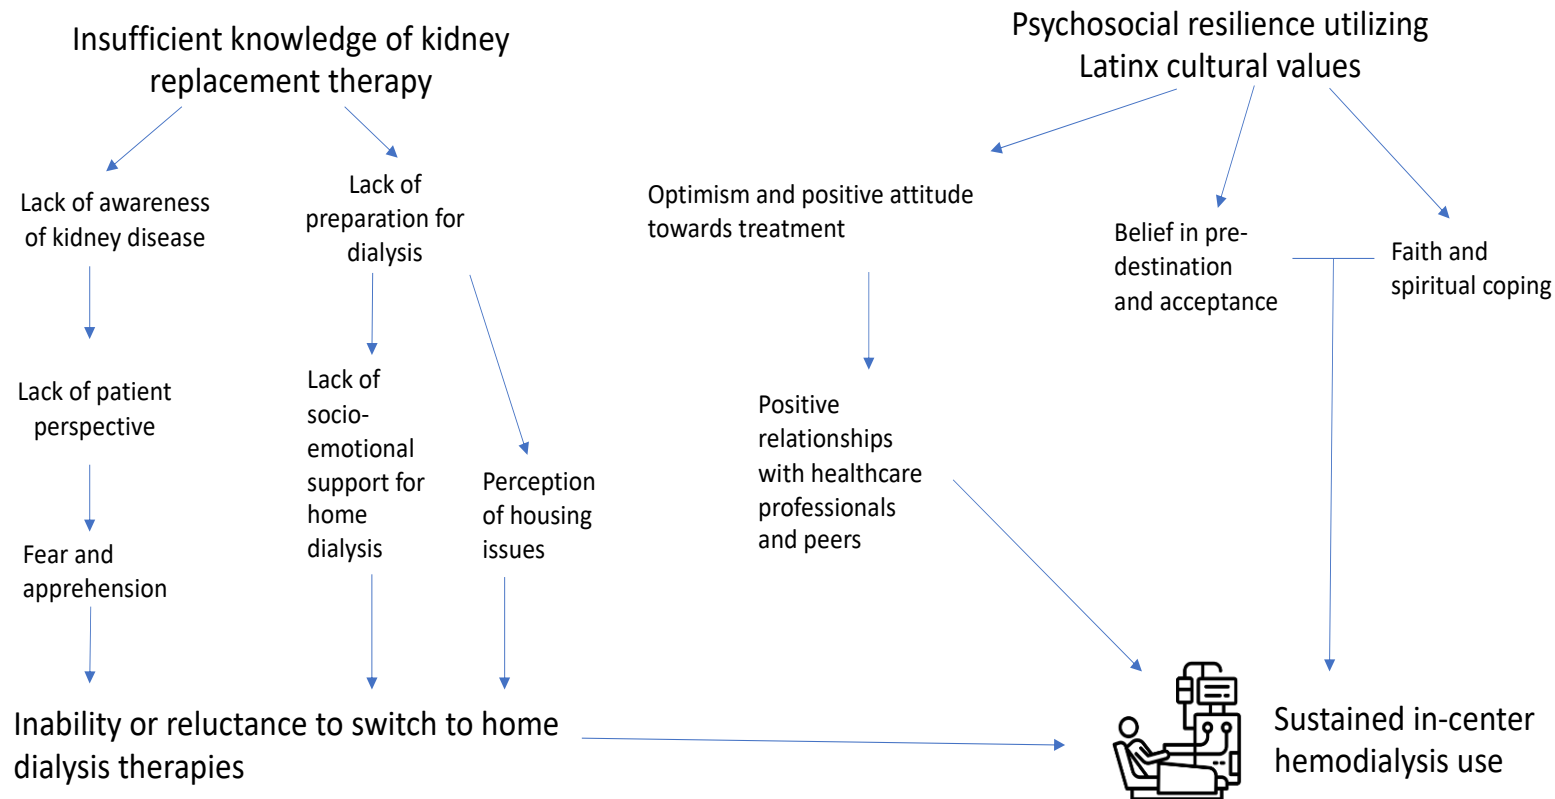 Insufficient knowledge of kidney
replacement therapy
Psychosocial resilience utilizing
Latinx cultural values
Lack of awareness
of kidney disease
Lack of
preparation for
dialysis
Optimism and positive attitude
towards treatment
Belief in pre-
destination
and acceptance
Faith and
spiritual coping
Lack of patient
perspective
Lack of
socio-
emotional
support for
home
dialysis
Perception
of housing
issues
Positive
relationships
with healthcare
professionals
and peers
Fear and
apprehension
Inability or reluctance to switch to home
dialysis therapies
Sustained in-center
hemodialysis use